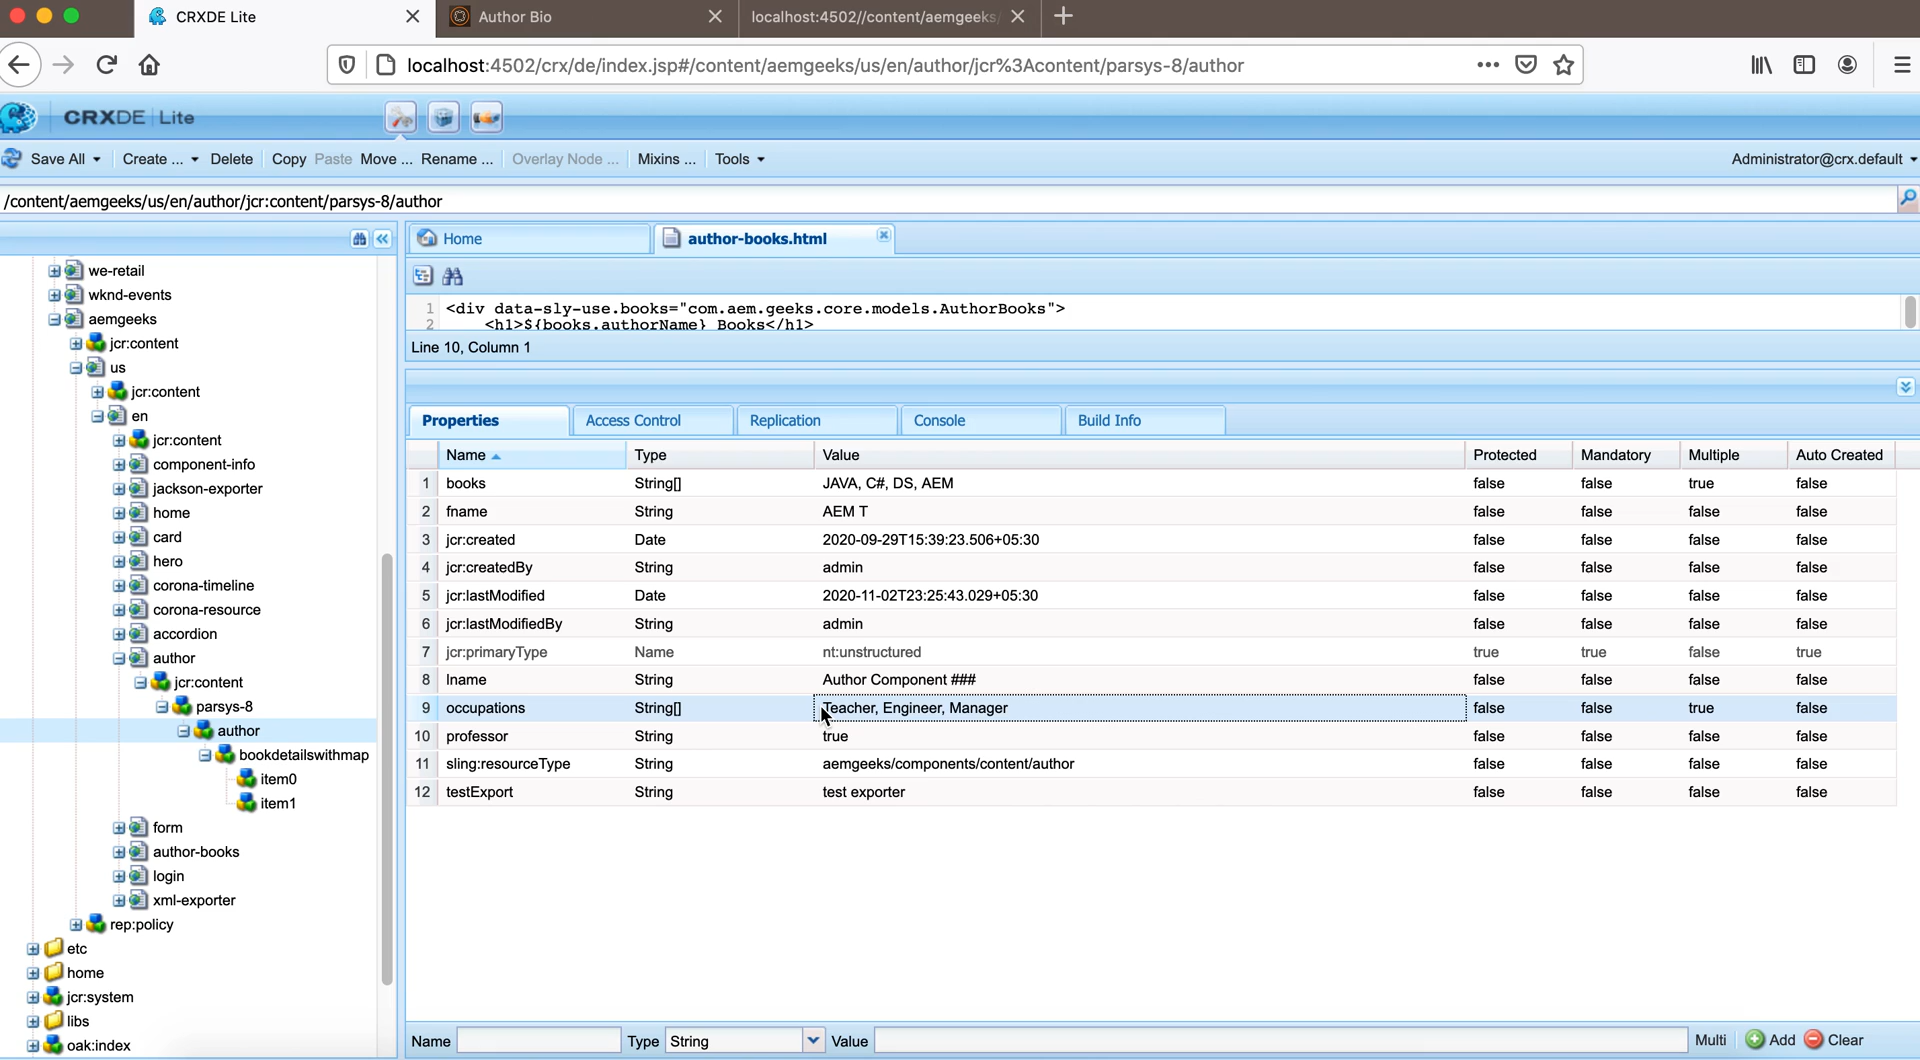 CRXDE Lite
Author Bio
localhost:4502//content/aemgeeks/
localhost:4502/crx/de/index.jsp#/content/aemgeeks/us/en/author/jcr%3Acontent/parsys-8/author
CRXDE | Lite
Save All Create ... Delete Copy Paste Move ... Rename ... Overlay Node ... Mixins ... Tools Administrator@crx.default
/content/aemgeeks/us/en/author/jcr:content/parsys-8/author
Home author-books.html
1 <div data-sly-use.books="com.aem.geeks.core.models.AuthorBooks">
2 <h1>${books.authorName} Books</h1>
Line 10, Column 1
we-retail
wknd-events
aemgeeks
jcr:content
us
jcr:content
en
jcr:content
component-info
jackson-exporter
home
card
hero
corona-timeline
corona-resource
accordion
author
jcr:content
parsys-8
author
bookdetailswithmap
item0
item1
form
author-books
login
xml-exporter
rep:policy
etc
home
jcr:system
libs
oak:index
Properties Access Control Replication Console Build Info
Name Type Value Protected Mandatory Multiple Auto Created
1 books String[] JAVA, C#, DS, AEM false false true false
2 fname String AEM T false false false false
3 jcr:created Date 2020-09-29T15:39:23.506+05:30 false false false false
4 jcr:createdBy String admin false false false false
5 jcr:lastModified Date 2020-11-02T23:25:43.029+05:30 false false false false
6 jcr:lastModifiedBy String admin false false false false
7 jcr:primaryType Name nt:unstructured true true false true
8 lname String Author Component ### false false false false
9 occupations String[] Teacher, Engineer, Manager false false true false
10 professor String true false false false false
11 sling:resourceType String aemgeeks/components/content/author false false false false
12 testExport String test exporter false false false false
Name Type String Value Multi Add Clear